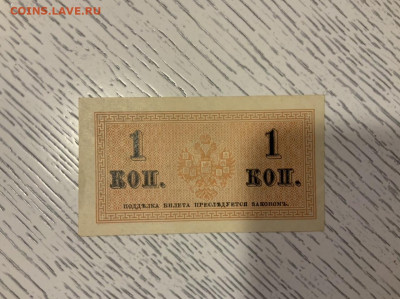 COINS.LAVE.RU
1 1
КОП. КОП.
ПОДДѢЛКА БИЛЕТА ПРЕСЛѢДУЕТСЯ ЗАКОНОМЪ.